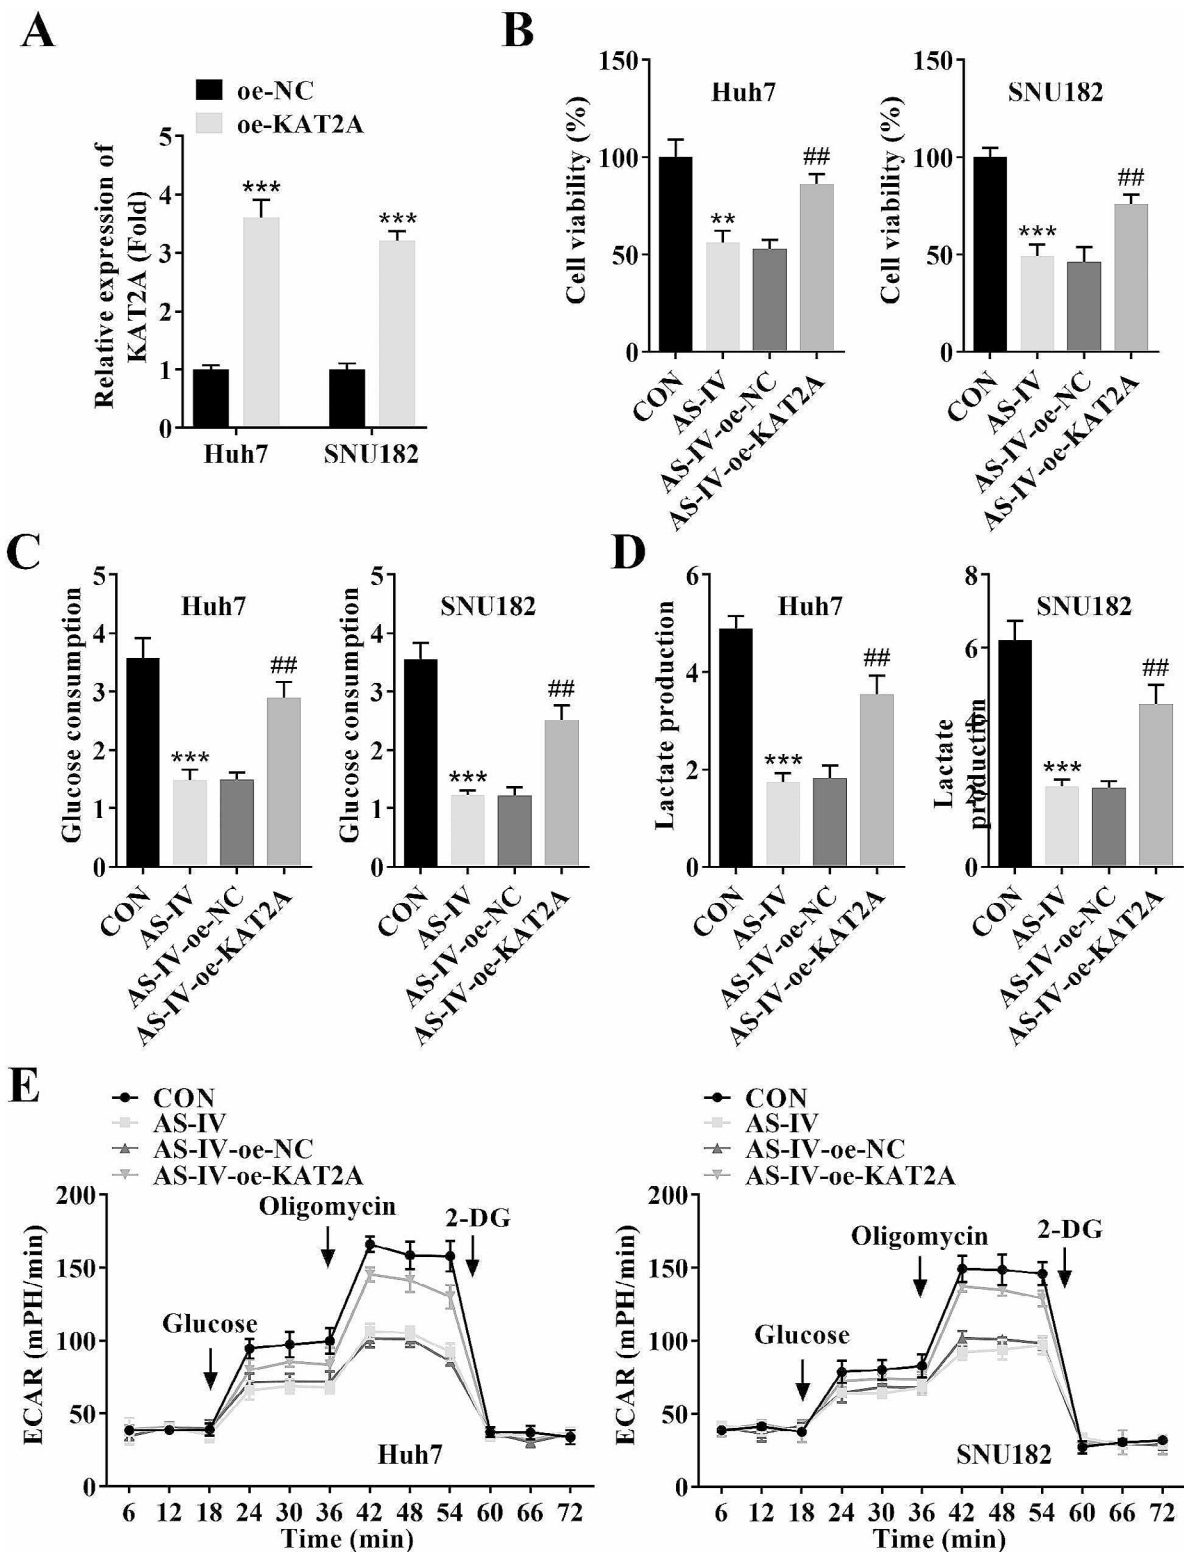 A
oe-NC
oe-KAT2A
Relative expression of
KAT2A (Fold)
5
4
3
2
1
0
***
***
Huh7
SNU182
B
Cell viability (%)
150
100
50
0
Huh7
**
##
CON
AS-IV
AS-IV-oe-NC
AS-IV-oe-KAT2A
Cell viability (%)
150
100
50
0
SNU182
***
##
CON
AS-IV
AS-IV-oe-NC
AS-IV-oe-KAT2A
C
Glucose consumption
5
4
3
2
1
0
Huh7
***
##
CON
AS-IV
AS-IV-oe-NC
AS-IV-oe-KAT2A
Glucose consumption
5
4
3
2
1
0
SNU182
***
##
CON
AS-IV
AS-IV-oe-NC
AS-IV-oe-KAT2A
D
Lactate production
6
4
2
0
Huh7
***
##
CON
AS-IV
AS-IV-oe-NC
AS-IV-oe-KAT2A
Lactate
production
8
6
4
2
0
SNU182
***
##
CON
AS-IV
AS-IV-oe-NC
AS-IV-oe-KAT2A
E
CON
AS-IV
AS-IV-oe-NC
AS-IV-oe-KAT2A
ECAR (mPH/min)
200
150
100
50
0
Glucose
Oligomycin
2-DG
Huh7
6 12 18 24 30 36 42 48 54 60 66 72
Time (min)
CON
AS-IV
AS-IV-oe-NC
AS-IV-oe-KAT2A
ECAR (mPH/min)
200
150
100
50
0
Glucose
Oligomycin
2-DG
SNU182
6 12 18 24 30 36 42 48 54 60 66 72
Time (min)